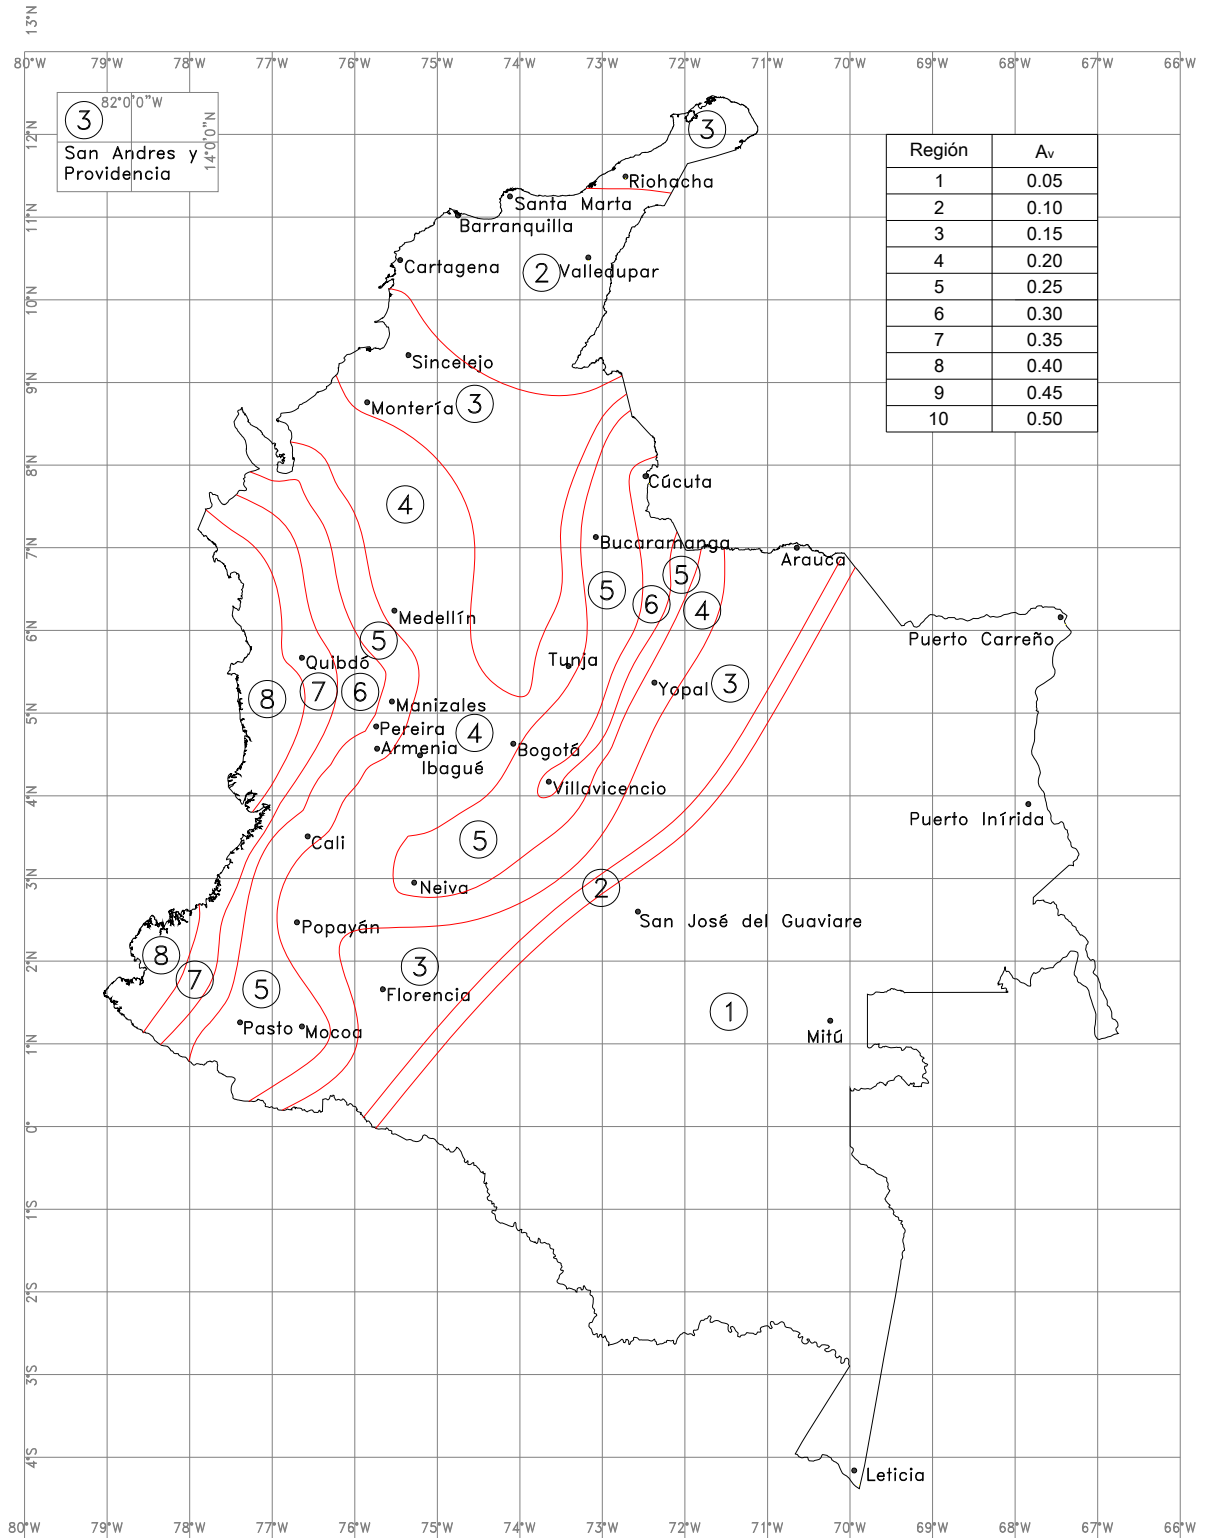 13°N
80°W 79°W 78°W 77°W 76°W 75°W 74°W 73°W 72°W 71°W 70°W 69°W 68°W 67°W 66°W
82°0'0"W
14°0'0"N
3
San Andres y
Providencia
12°N
3
Región Av
1 0.05
2 0.10
3 0.15
4 0.20
5 0.25
6 0.30
7 0.35
8 0.40
9 0.45
10 0.50
Riohacha
Santa Marta
11°N
Barranquilla
Cartagena
2
Valledupar
10°N
Sincelejo
9°N
Montería
3
8°N
Cúcuta
4
7°N
Bucaramanga
Arauca
5
5
6
4
Medellín
6°N
5
Puerto Carreño
Quibdó
Tunja
8
7
6
Yopal
3
Manizales
5°N
Pereira
4
Armenia
Bogotá
Ibagué
Villavicencio
4°N
Puerto Inírida
Cali
5
3°N
Neiva
2
Popayán
San José del Guaviare
2°N
8
7
5
3
Florencia
1
Pasto
Mocoa
Mitú
1°N
0°
1°S
2°S
3°S
4°S
Leticia
80°W 79°W 78°W 77°W 76°W 75°W 74°W 73°W 72°W 71°W 70°W 69°W 68°W 67°W 66°W